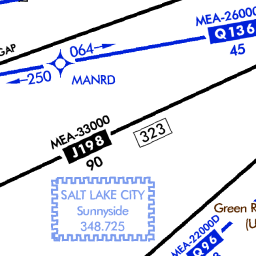 MEA-26000
Q136
45
GAP
064
250
MANRD
MEA-33000
J198
90
323
SALT LAKE CITY
Sunnyside
348.725
MEA-22000D
Q96
Green R
(U